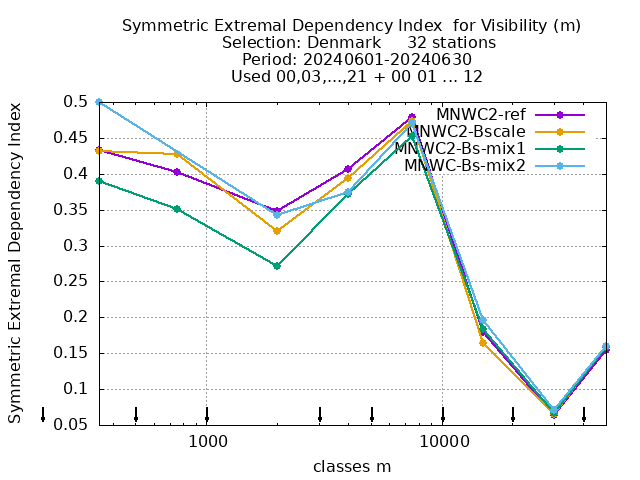 Symmetric Extremal Dependency Index  for Visibility (m)
Selection: Denmark     32 stations
Period: 20240601-20240630
Used 00,03,...,21 + 00 01 ... 12
Symmetric Extremal Dependency Index
0.5
0.45
0.4
0.35
0.3
0.25
0.2
0.15
0.1
0.05
MNWC2-ref
MNWC2-Bscale
MNWC2-Bs-mix1
MNWC-Bs-mix2
1000 10000
classes m